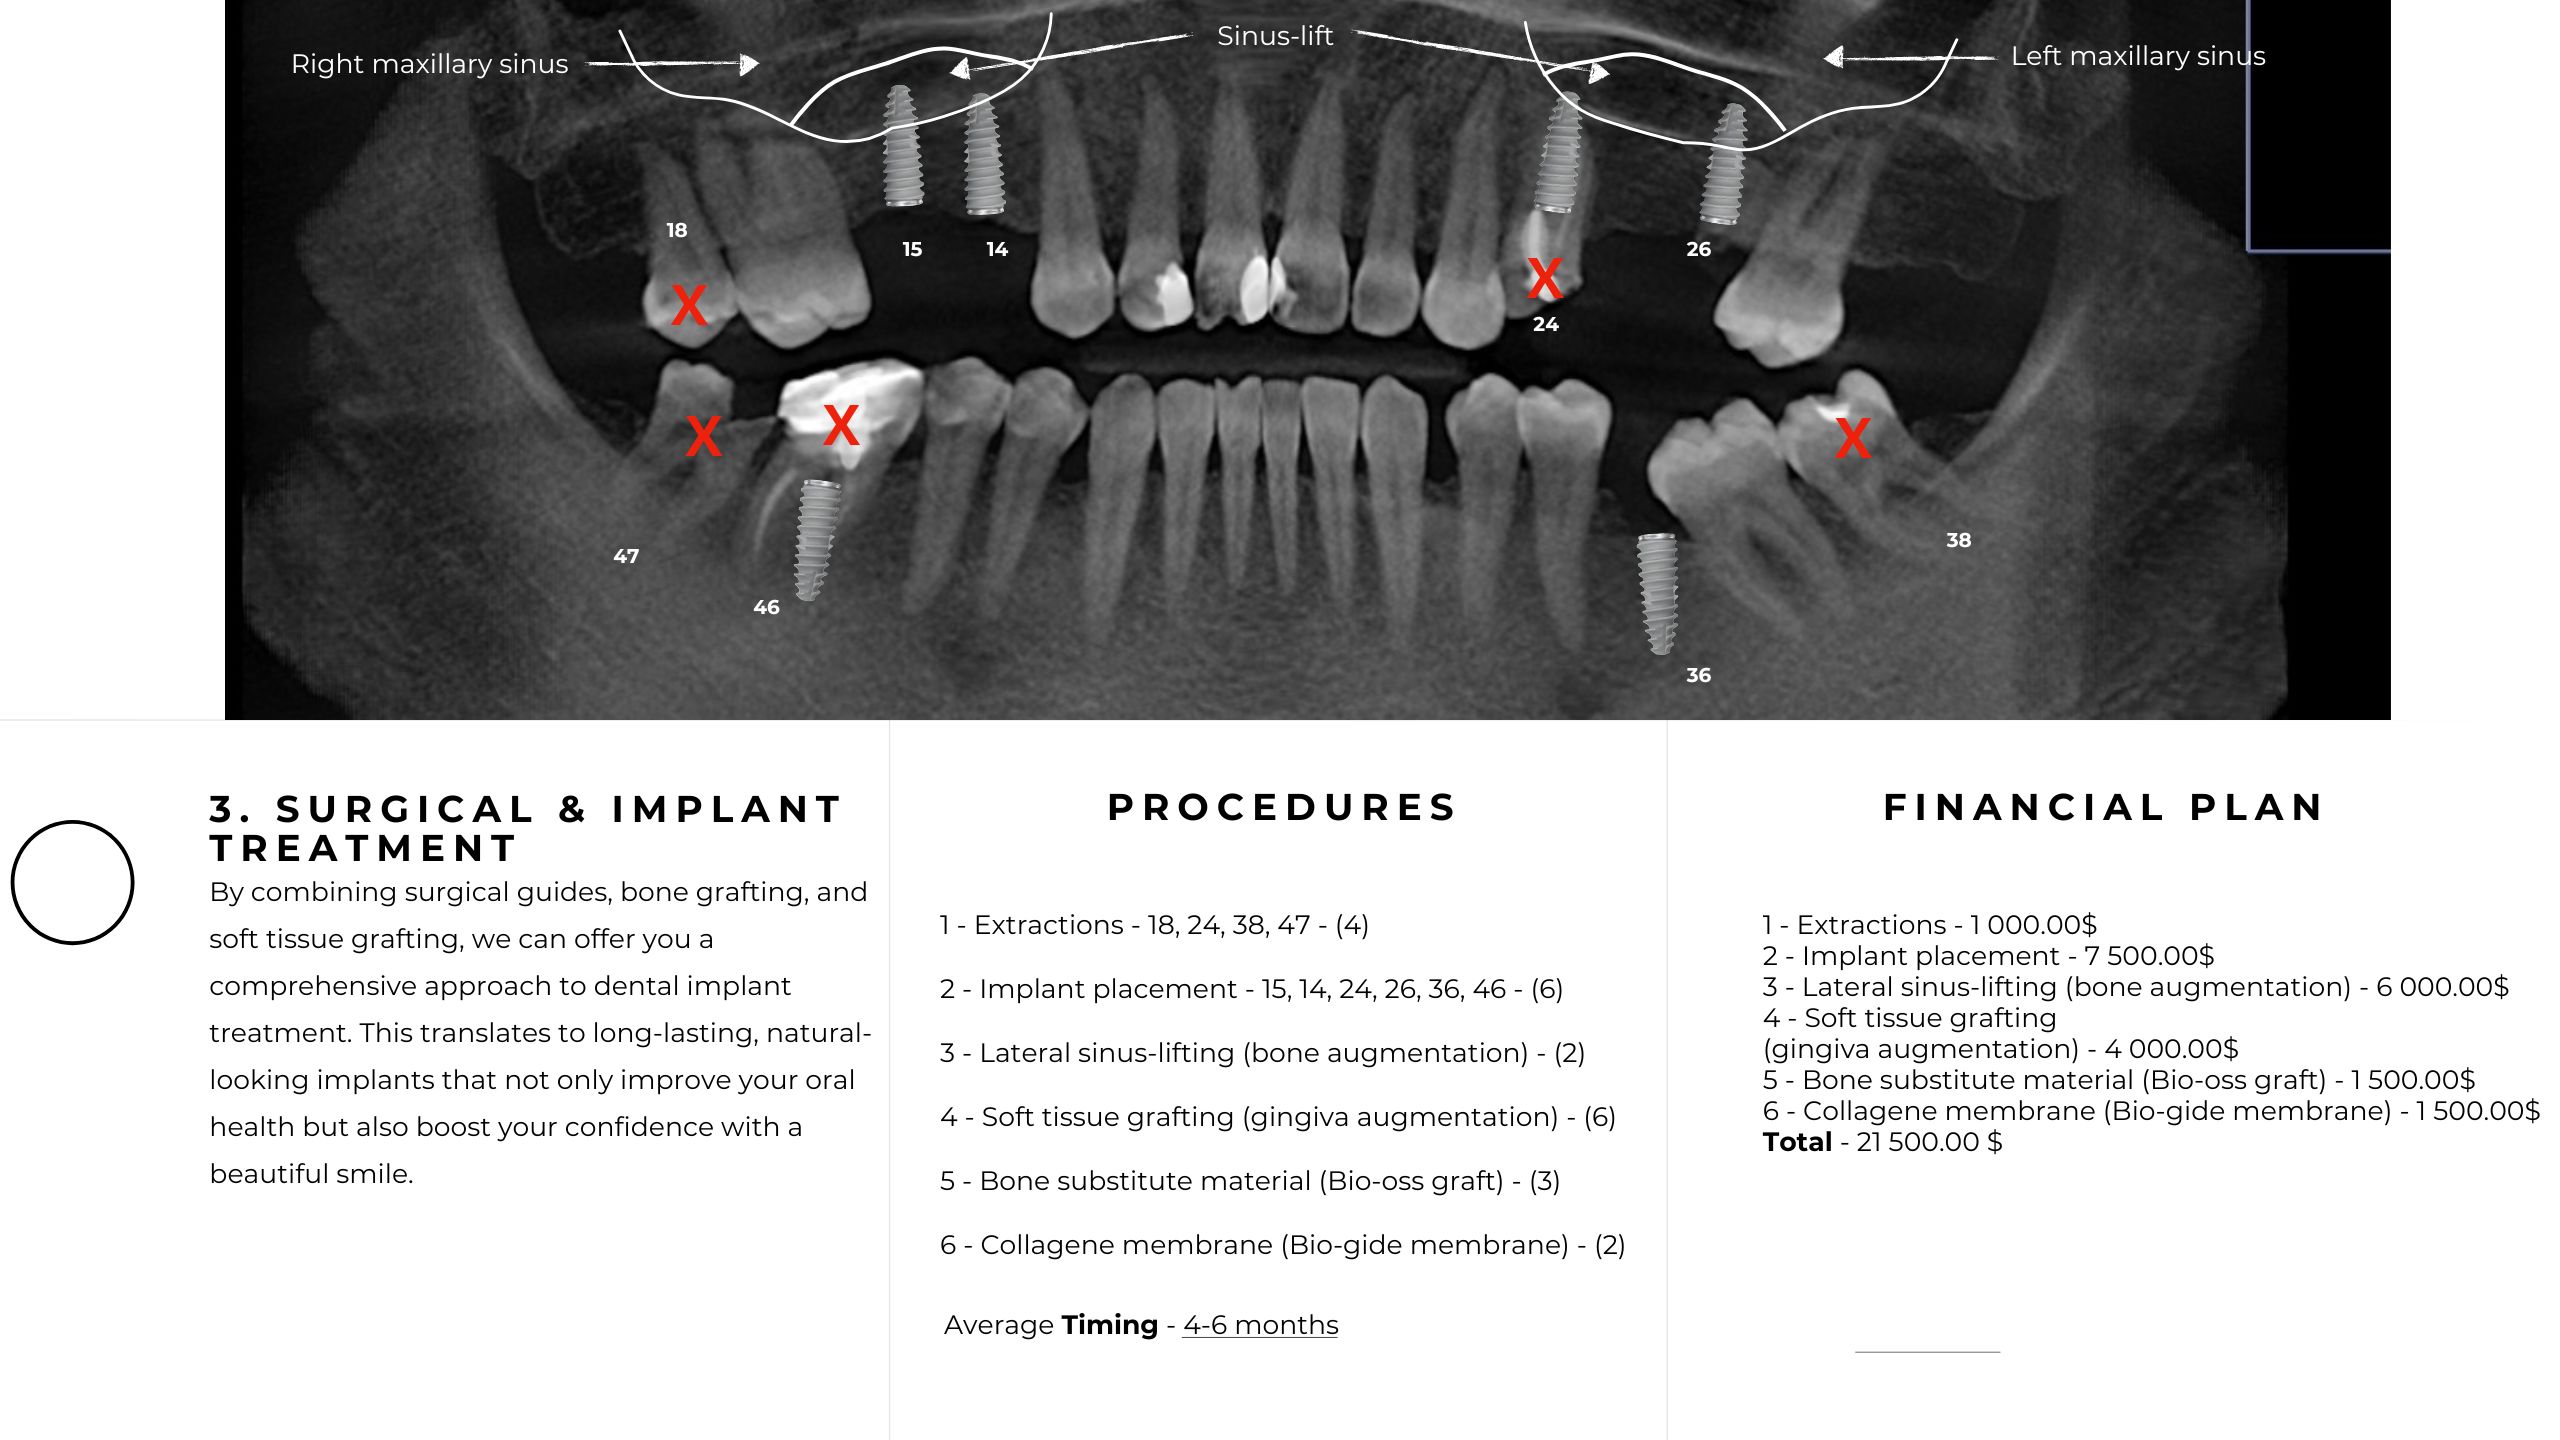 Sinus-lift
Right maxillary sinus
Left maxillary sinus
18
15
14
26
X
X
24
X
X
X
47
38
46
36
3. SURGICAL & IMPLANT
TREATMENT
By combining surgical guides, bone grafting, and
soft tissue grafting, we can offer you a
comprehensive approach to dental implant
treatment. This translates to long-lasting, natural-
looking implants that not only improve your oral
health but also boost your confidence with a
beautiful smile.
PROCEDURES
1 - Extractions - 18, 24, 38, 47 - (4)
2 - Implant placement - 15, 14, 24, 26, 36, 46 - (6)
3 - Lateral sinus-lifting (bone augmentation) - (2)
4 - Soft tissue grafting (gingiva augmentation) - (6)
5 - Bone substitute material (Bio-oss graft) - (3)
6 - Collagene membrane (Bio-gide membrane) - (2)
Average Timing - 4-6 months
FINANCIAL PLAN
1 - Extractions - 1 000.00$
2 - Implant placement - 7 500.00$
3 - Lateral sinus-lifting (bone augmentation) - 6 000.00$
4 - Soft tissue grafting
(gingiva augmentation) - 4 000.00$
5 - Bone substitute material (Bio-oss graft) - 1 500.00$
6 - Collagene membrane (Bio-gide membrane) - 1 500.00$
Total - 21 500.00 $